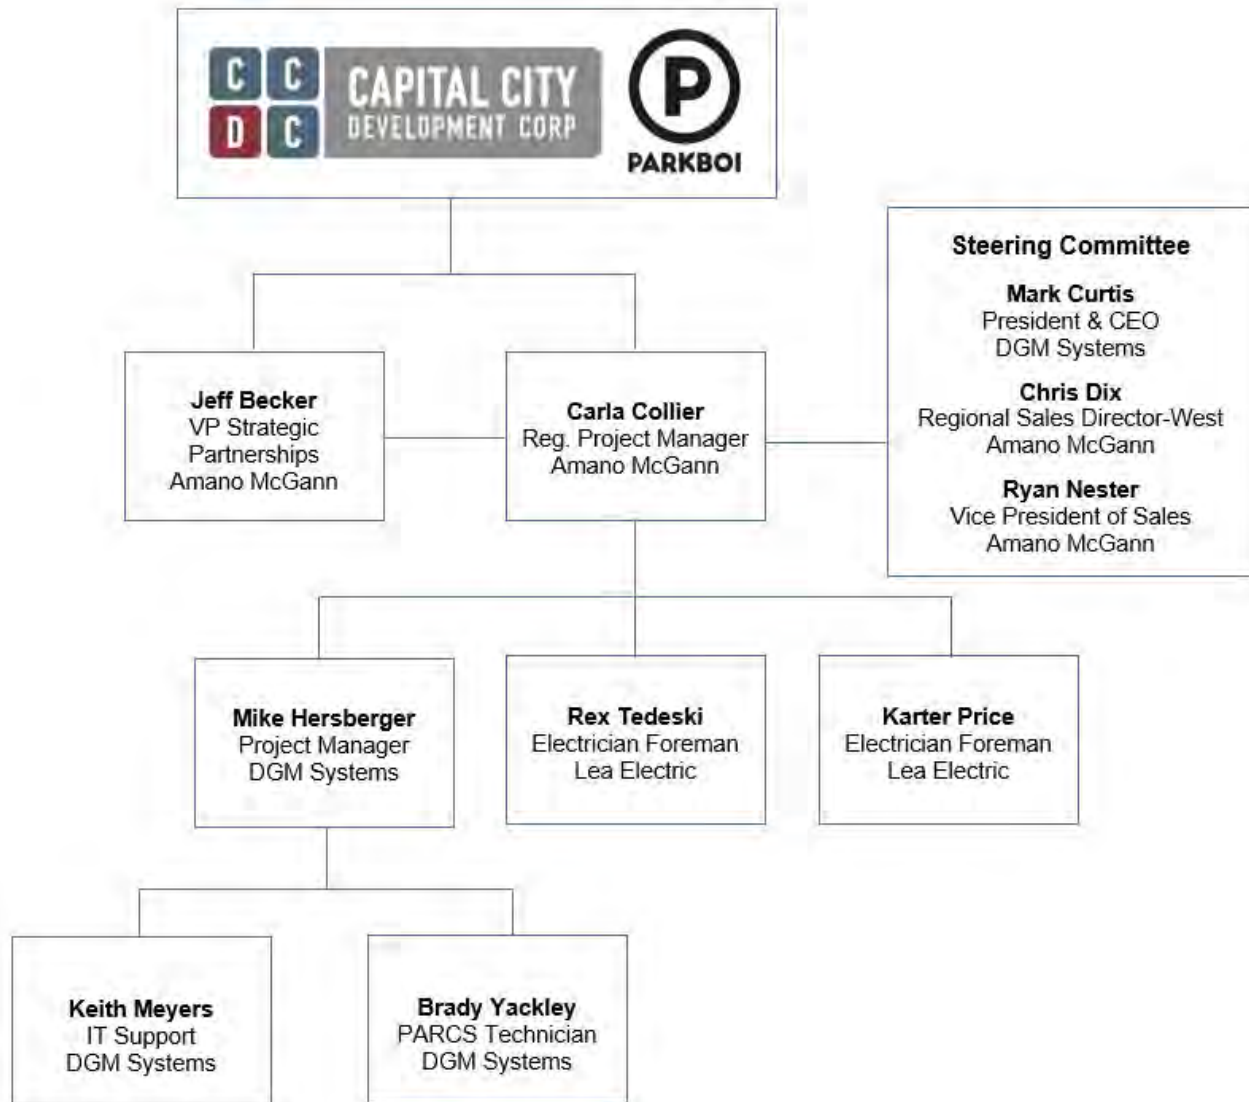 C C
D C
CAPITAL CITY
DEVELOPMENT CORP
P
PARKBOI
Steering Committee
Mark Curtis
President & CEO
DGM Systems
Chris Dix
Regional Sales Director-West
Amano McGann
Ryan Nester
Vice President of Sales
Amano McGann
Jeff Becker
VP Strategic
Partnerships
Amano McGann
Carla Collier
Reg. Project Manager
Amano McGann
Mike Hersberger
Project Manager
DGM Systems
Rex Tedeski
Electrician Foreman
Lea Electric
Karter Price
Electrician Foreman
Lea Electric
Keith Meyers
IT Support
DGM Systems
Brady Yackley
PARCS Technician
DGM Systems